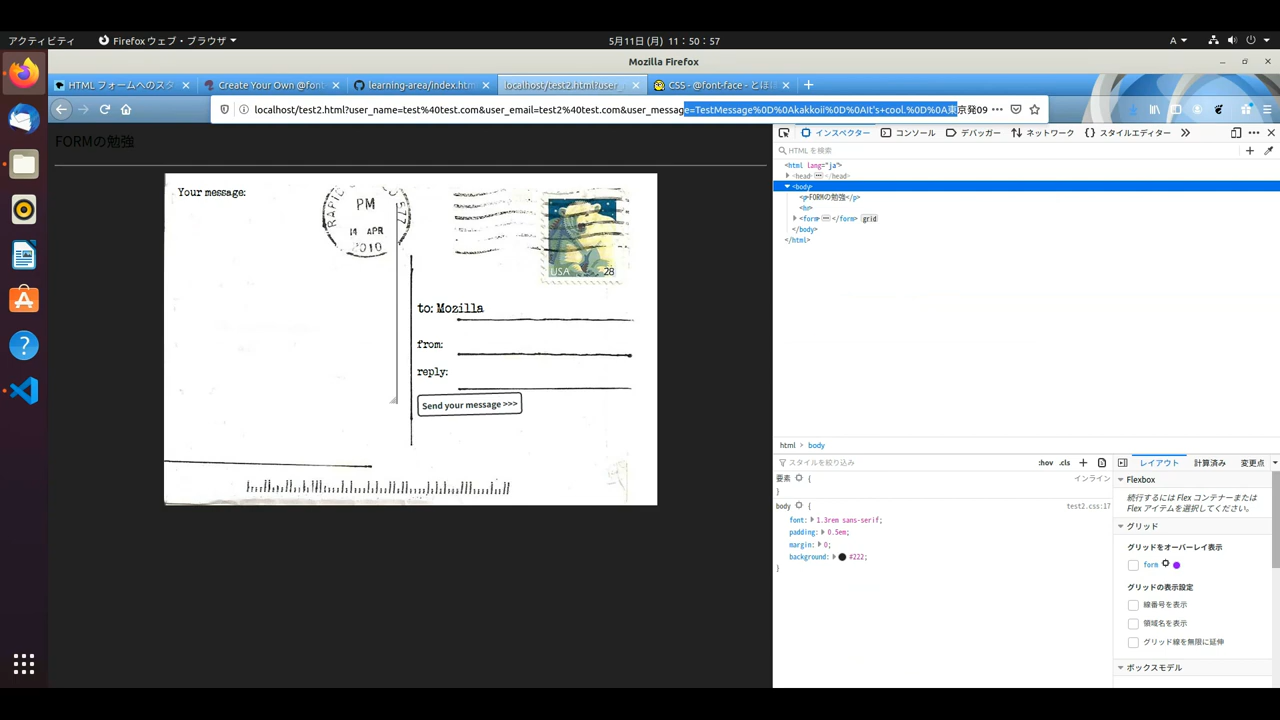 アクティビティ
Firefox ウェブ・ブラウザ
5月11日 (月) 11:50:57
A
Mozilla Firefox
HTML フォームへのスタ
Create Your Own @font
learning-area/index.htm
localhost/test2.html?user_
CSS - @font-face - とほほ
localhost/test2.html?user_name=test%40test.com&user_email=test2%40test.com&user_message=TestMessage%0D%0Akakkoii%0D%0AIt's+cool.%0D%0A東京発09
インスペクター
コンソール
デバッガー
ネットワーク
スタイルエディター
HTML を検索
FORMの勉強
<html lang="ja">
<head></head>
<body>
<p>FORMの勉強</p>
<hr>
<form></form> grid
</body>
</html>
Your message:
PM
14 APR
2010
USA
28
to: Mozilla
from:
reply:
Send your message >>>
html > body
スタイルを絞り込み
:hov .cls
レイアウト
計算済み
変更点
要素 {
インライン
}
body {
test2.css:17
font: 1.3rem sans-serif;
padding: 0.5em;
margin: 0;
background: #222;
}
Flexbox
続行するには Flex コンテナーまたは
Flex アイテムを選択してください。
グリッド
グリッドをオーバーレイ表示
form
グリッドの表示設定
線番号を表示
領域名を表示
グリッド線を無限に延伸
ボックスモデル